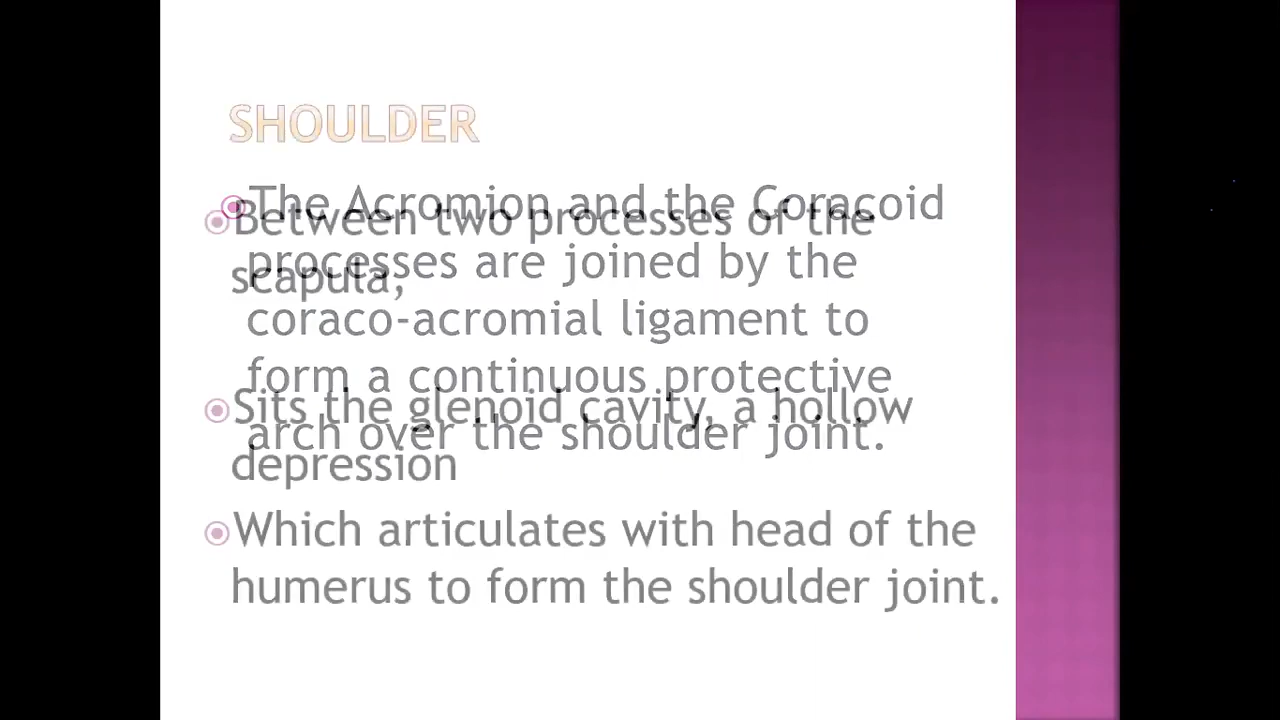 SHOULDER
The Acromion and the Coracoid
processes are joined by the
coraco-acromial ligament to
form a continuous protective
arch over the shoulder joint.
Between two processes of the
scapula,
Sits the glenoid cavity, a hollow
depression
Which articulates with head of the
humerus to form the shoulder joint.